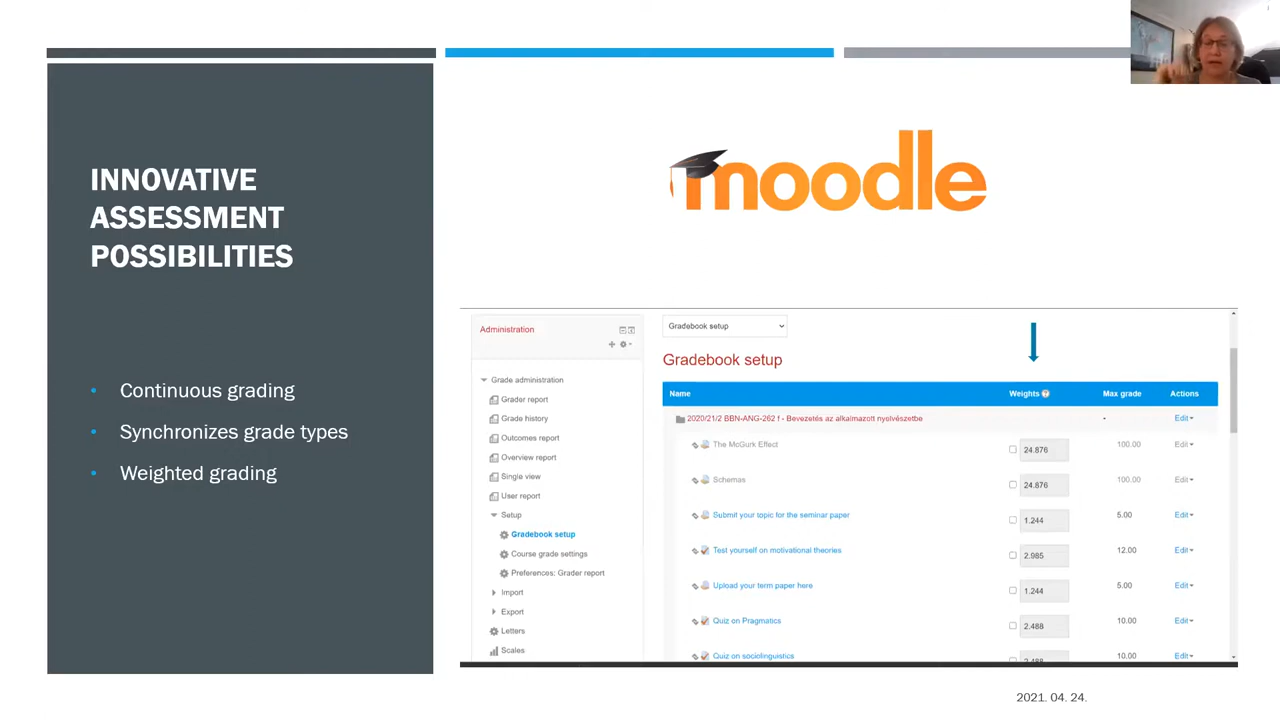 INNOVATIVE
ASSESSMENT
POSSIBILITIES
• Continuous grading
• Synchronizes grade types
• Weighted grading
moodle
Administration
Grade administration
Grader report
Grade history
Outcomes report
Overview report
Single view
User report
Setup
Gradebook setup
Course grade settings
Preferences: Grader report
Import
Export
Letters
Scales
Gradebook setup
Gradebook setup
Name Weights Max grade Actions
2020/21/2 BBN-ANG-262 f - Bevezetés az alkalmazott nyelvészetbe - Edit
The McGurk Effect 24.876 100.00 Edit
Schemas 24.876 100.00 Edit
Submit your topic for the seminar paper 1.244 5.00 Edit
Test yourself on motivational theories 2.985 12.00 Edit
Upload your term paper here 1.244 5.00 Edit
Quiz on Pragmatics 2.488 10.00 Edit
Quiz on sociolinguistics 2.488 10.00 Edit
2021. 04. 24.